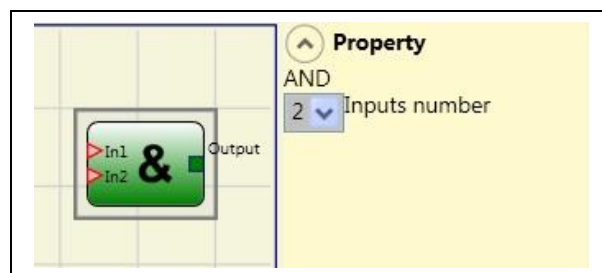 In1
In2
&
Output
Property
AND
2 Inputs number